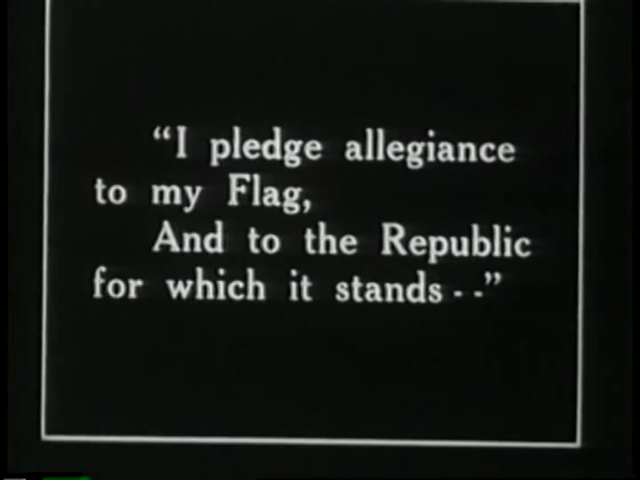 “I pledge allegiance
to my Flag,
And to the Republic
for which it stands - -”